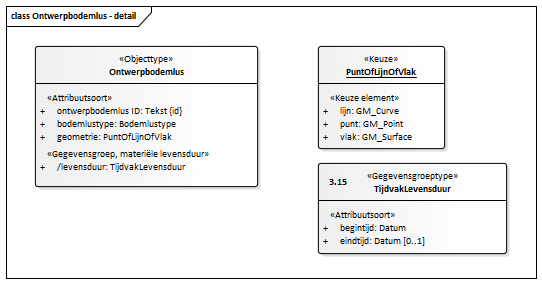 class Ontwerpbodemlus - detail
«Objecttype»
Ontwerpbodemlus
«Attribuutsoort»
+ ontwerpbodemlus ID: Tekst {id}
+ bodemlustype: Bodemlustype
+ geometrie: PuntOfLijnOfVlak
«Gegevensgroep, materiële levensduur»
+ /levensduur: TijdvakLevensduur
«Keuze»
PuntOfLijnOfVlak
«Keuze element»
+ lijn: GM_Curve
+ punt: GM_Point
+ vlak: GM_Surface
3.15 «Gegevensgroeptype»
TijdvakLevensduur
«Attribuutsoort»
+ begintijd: Datum
+ eindtijd: Datum [0..1]